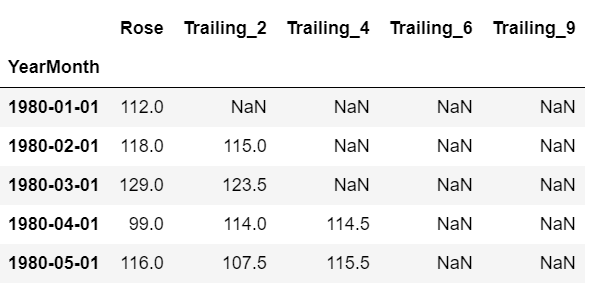 Rose Trailing_2 Trailing_4 Trailing_6 Trailing_9
YearMonth
1980-01-01 112.0 NaN NaN NaN NaN
1980-02-01 118.0 115.0 NaN NaN NaN
1980-03-01 129.0 123.5 NaN NaN NaN
1980-04-01 99.0 114.0 114.5 NaN NaN
1980-05-01 116.0 107.5 115.5 NaN NaN